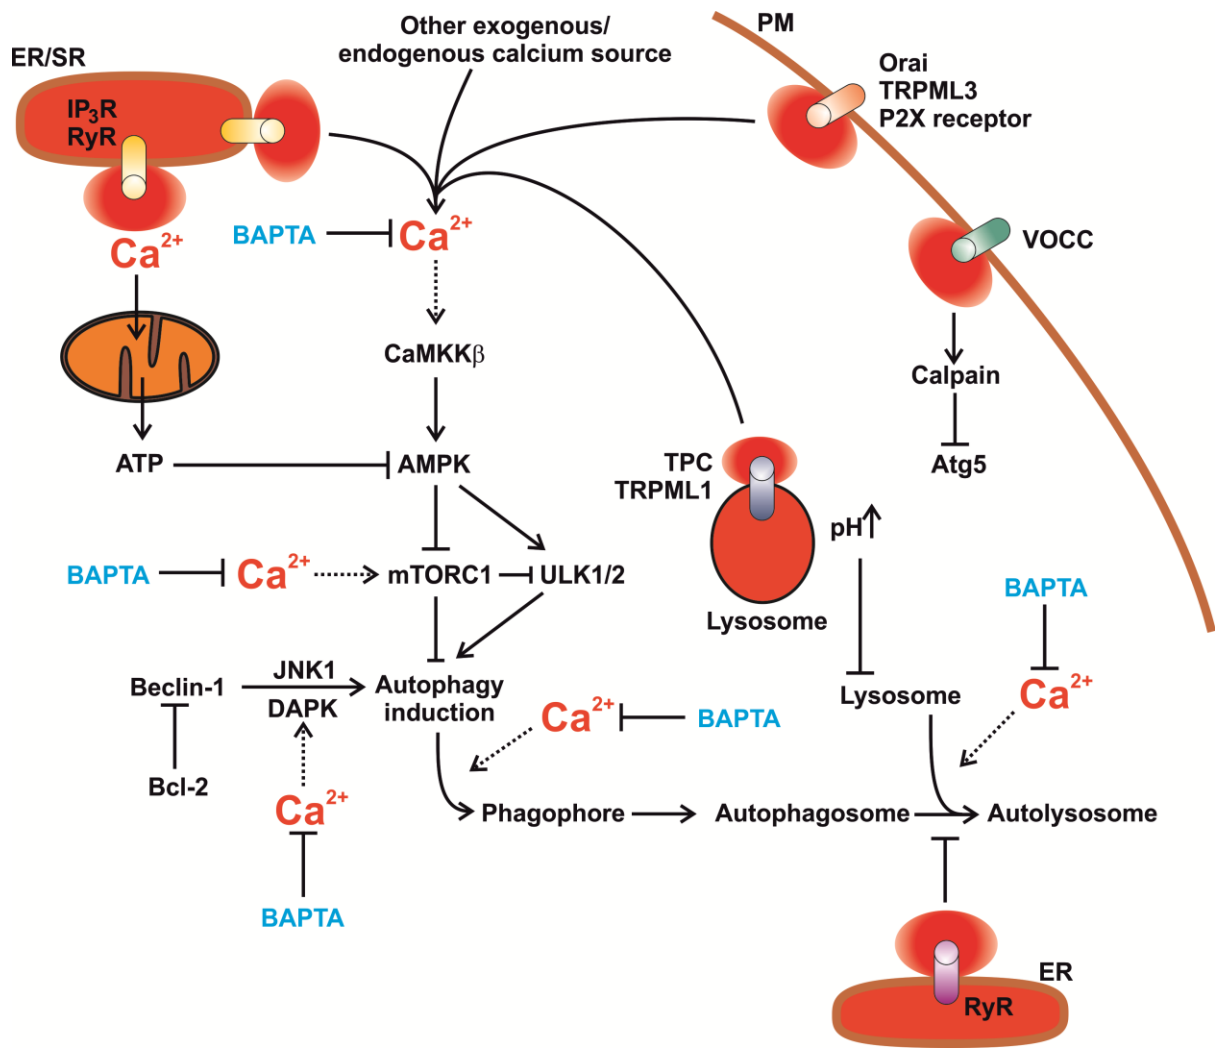 Other exogenous/
endogenous calcium source
PM
ER/SR
IP3R
RyR
Orai
TRPML3
P2X receptor
BAPTA
Ca2+
Ca2+
VOCC
CaMKKβ
Calpain
ATP
AMPK
TPC
TRPML1
Atg5
pH
BAPTA
Ca2+
mTORC1
ULK1/2
BAPTA
Lysosome
Beclin-1
JNK1
DAPK
Autophagy
induction
Ca2+
BAPTA
Lysosome
Ca2+
Bcl-2
Ca2+
Phagophore
Autophagosome
Autolysosome
BAPTA
ER
RyR